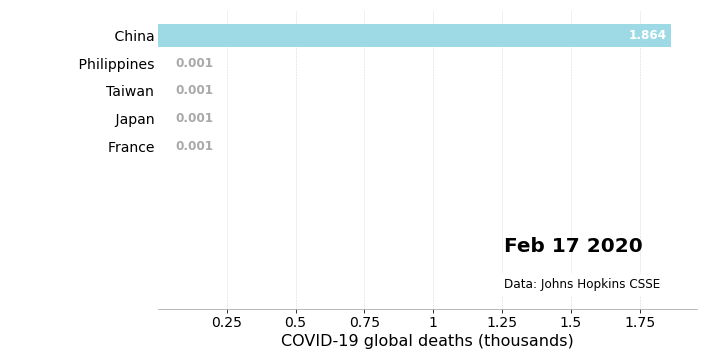 China 1.864
Philippines 0.001
Taiwan 0.001
Japan 0.001
France 0.001
Feb 17 2020
Data: Johns Hopkins CSSE
0.25 0.5 0.75 1 1.25 1.5 1.75
COVID-19 global deaths (thousands)